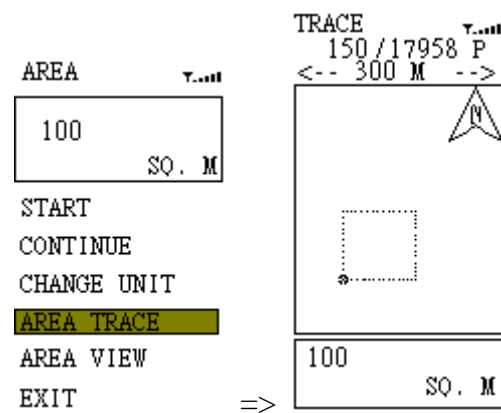 AREA
100
SQ. M
START
CONTINUE
CHANGE UNIT
AREA TRACE
AREA VIEW
EXIT
=>
TRACE
150/17958 P
<-- 300 M -->
N
100
SQ. M